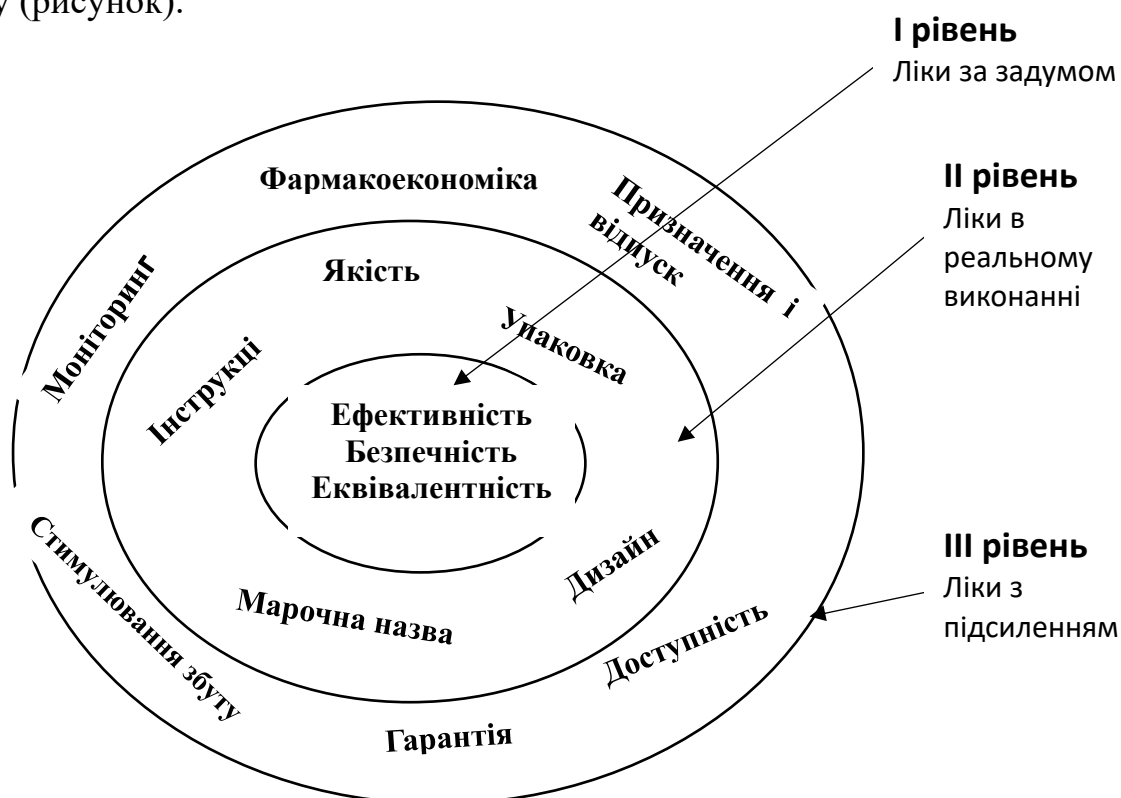 у (рисунок).
І рівень
Ліки за задумом
ІІ рівень
Ліки в
реальному
виконанні
ІІІ рівень
Ліки з
підсиленням
Фармакоекономіка
Призначення і
відпуск
Моніторинг
Якість
Упаковка
Інструкці
Ефективність
Безпечність
Еквівалентність
Дизайн
Марочна назва
Доступність
Стимулювання збуту
Гарантія